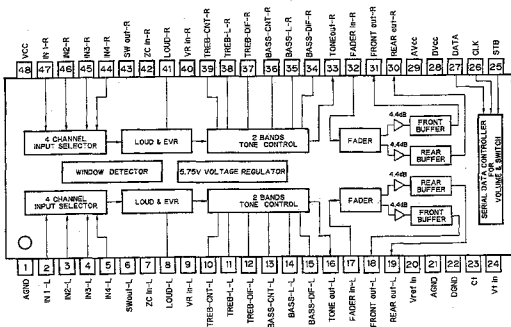 VCC
IN 1-R
IN2-R
IN3-R
IN4-R
SW out-R
ZC in-R
LOUD-R
VR in-R
TREB-CNT-R
TREB-L-R
TREB-DIF-R
BASS-CNT-R
BASS-L-R
BASS-DIF-R
TONEout-R
FADER in-R
FRONT out-R
REAR out-R
AVcc
DVcc
DATA
CLK
STB
48 47 46 45 44 43 42 41 40 39 38 37 36 35 34 33 32 31 30 29 28 27 26 25
4 CHANNEL
INPUT SELECTOR
LOUD & EVR
2 BANDS
TONE CONTROL
FADER
4.4dB
FRONT
BUFFER
4.4dB
REAR
BUFFER
WINDOW DETECTOR
5.75V VOLTAGE REGULATOR
SERIAL DATA CONTROLLER
FOR
VOLUME & SWITCH
4 CHANNEL
INPUT SELECTOR
LOUD & EVR
2 BANDS
TONE CONTROL
FADER
4.4dB
REAR
BUFFER
4.4dB
FRONT
BUFFER
1 2 3 4 5 6 7 8 9 10 11 12 13 14 15 16 17 18 19 20 21 22 23 24
AGND
IN 1-L
IN2-L
IN3-L
IN4-L
SWout-L
ZC in-L
LOUD-L
VR in-L
TREB-CNT-L
TREB-L-L
TREB-DIF-L
BASS-CNT-L
BASS-L-L
BASS-DIF-L
TONE out-L
FADER in-L
FRONT out-L
REAR out-L
Vref in
AGND
DGND
C1
V1 in